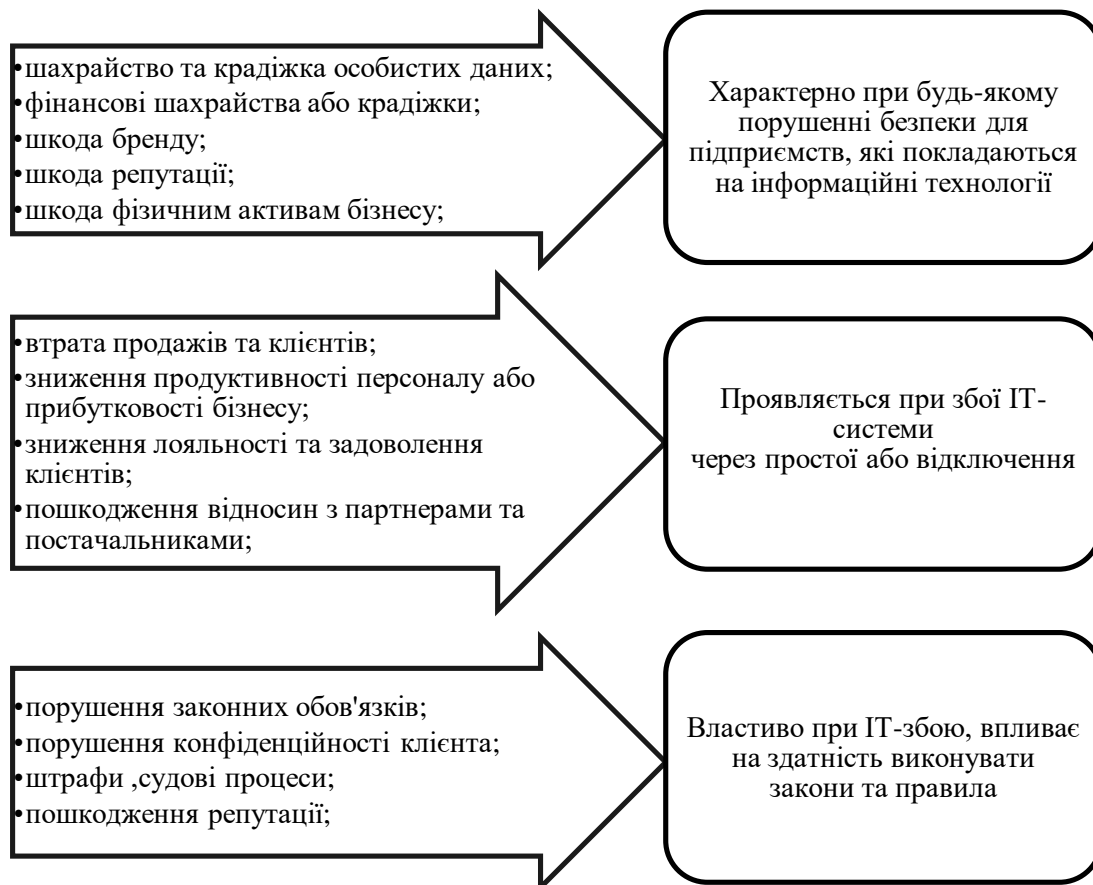 •шахрайство та крадіжка особистих даних;
•фінансові шахрайства або крадіжки;
•шкода бренду;
•шкода репутації;
•шкода фізичним активам бізнесу;
Характерно при будь-якому
порушенні безпеки для
підприємств, які покладаються
на інформаційні технології
•втрата продажів та клієнтів;
•зниження продуктивності персоналу або
прибутковості бізнесу;
•зниження лояльності та задоволення
клієнтів;
•пошкодження відносин з партнерами та
постачальниками;
Проявляється при збої ІТ-
системи
через простої або відключення
•порушення законних обов'язків;
•порушення конфіденційності клієнта;
•штрафи ,судові процеси;
•пошкодження репутації;
Властиво при ІТ-збою, впливає
на здатність виконувати
закони та правила